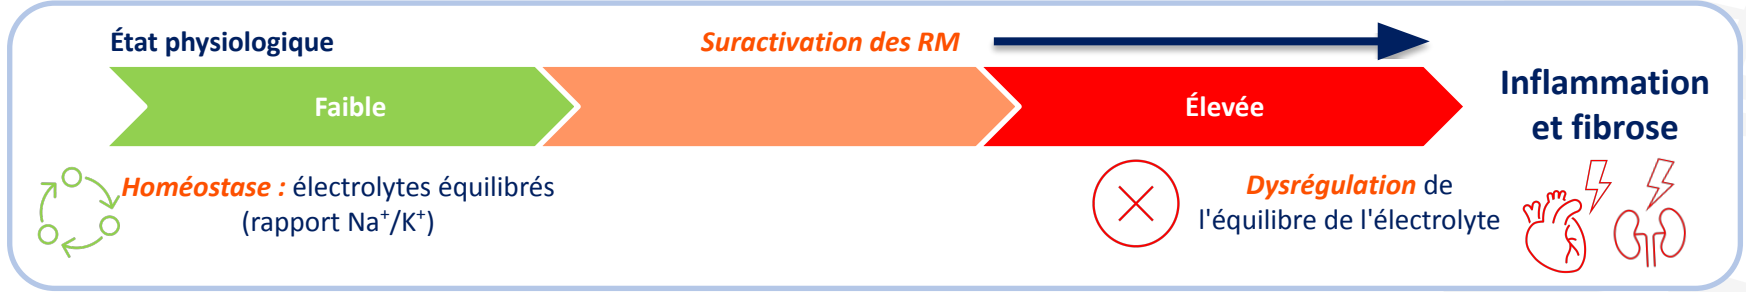 État physiologique
Suractivation des RM
Faible
Élevée
Inflammation
et fibrose
Homéostase : électrolytes équilibrés
(rapport Na⁺/K⁺)
Dysrégulation de
l'équilibre de l'électrolyte